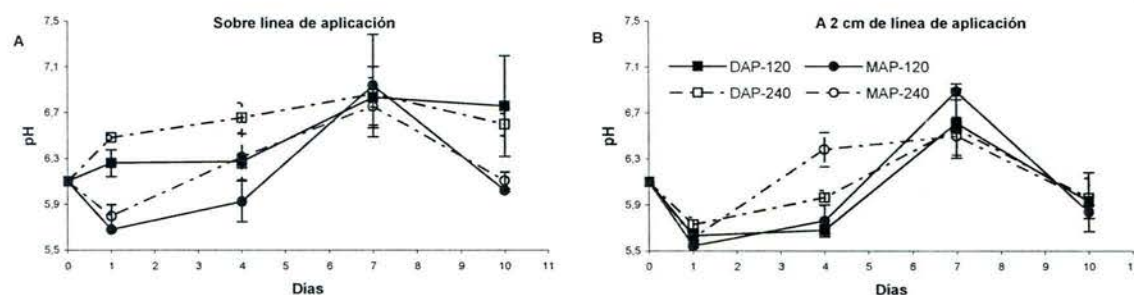 Sobre línea de aplicación
A
7,5
7,1
6,7
6,3
5,9
5,5
pH
0 1 2 3 4 5 6 7 8 9 10 11
Días
A 2 cm de línea de aplicación
B
7,5
7,1
6,7
6,3
5,9
5,5
pH
DAP-120 MAP-120
DAP-240 MAP-240
0 1 2 3 4 5 6 7 8 9 10 1
Días